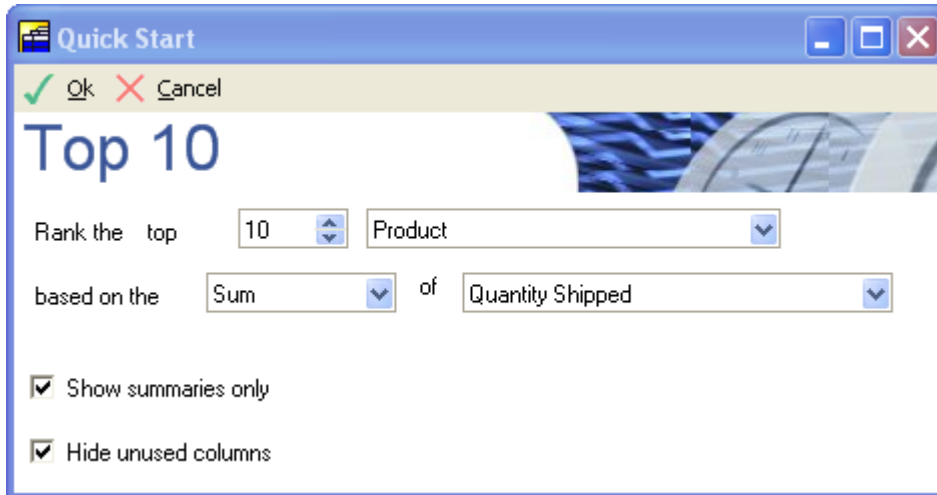 Quick Start
Ok Cancel
Top 10
Rank the top 10 Product
based on the Sum of Quantity Shipped
Show summaries only
Hide unused columns